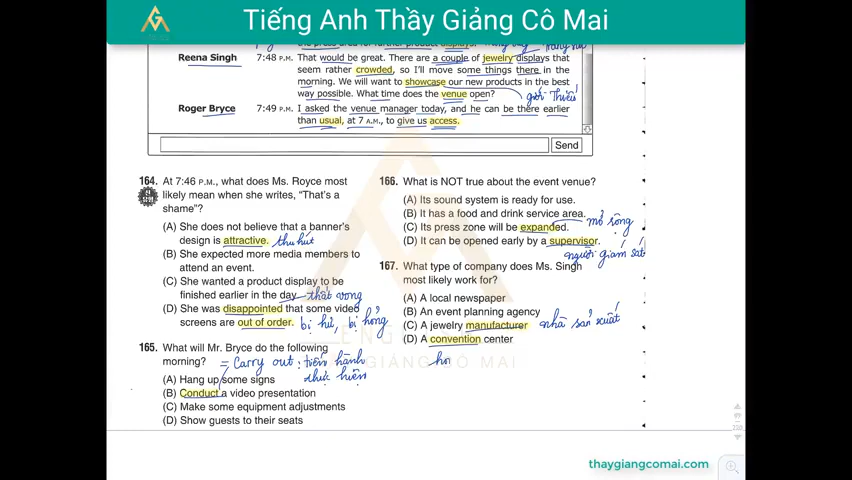 Tiếng Anh Thầy Giảng Cô Mai
the press area for further product displays.
Reena Singh 7:48 P.M. That would be great. There are a couple of jewelry displays that
seem rather crowded, so I'll move some things there in the
morning. We will want to showcase our new products in the best
way possible. What time does the venue open?
giới thiệu
Roger Bryce 7:49 P.M. I asked the venue manager today, and he can be there earlier
than usual, at 7 A.M., to give us access.
Send
164. At 7:46 P.M., what does Ms. Royce most
likely mean when she writes, "That's a
shame"?
(A) She does not believe that a banner's
design is attractive. thu hút
(B) She expected more media members to
attend an event.
(C) She wanted a product display to be
finished earlier in the day
thất vọng
(D) She was disappointed that some video
screens are out of order. bị hư, bị hỏng
165. What will Mr. Bryce do the following
morning? = Carry out : tiến hành
thực hiện
(A) Hang up some signs
(B) Conduct a video presentation
(C) Make some equipment adjustments
(D) Show guests to their seats
166. What is NOT true about the event venue?
(A) Its sound system is ready for use.
(B) It has a food and drink service area.
(C) Its press zone will be expanded. mở rộng
(D) It can be opened early by a supervisor.
người giám sát
167. What type of company does Ms. Singh
most likely work for?
(A) A local newspaper
(B) An event planning agency
(C) A jewelry manufacturer nhà sản xuất
(D) A convention center
GIẢNG CÔ MAI
thaygiangcomai.com